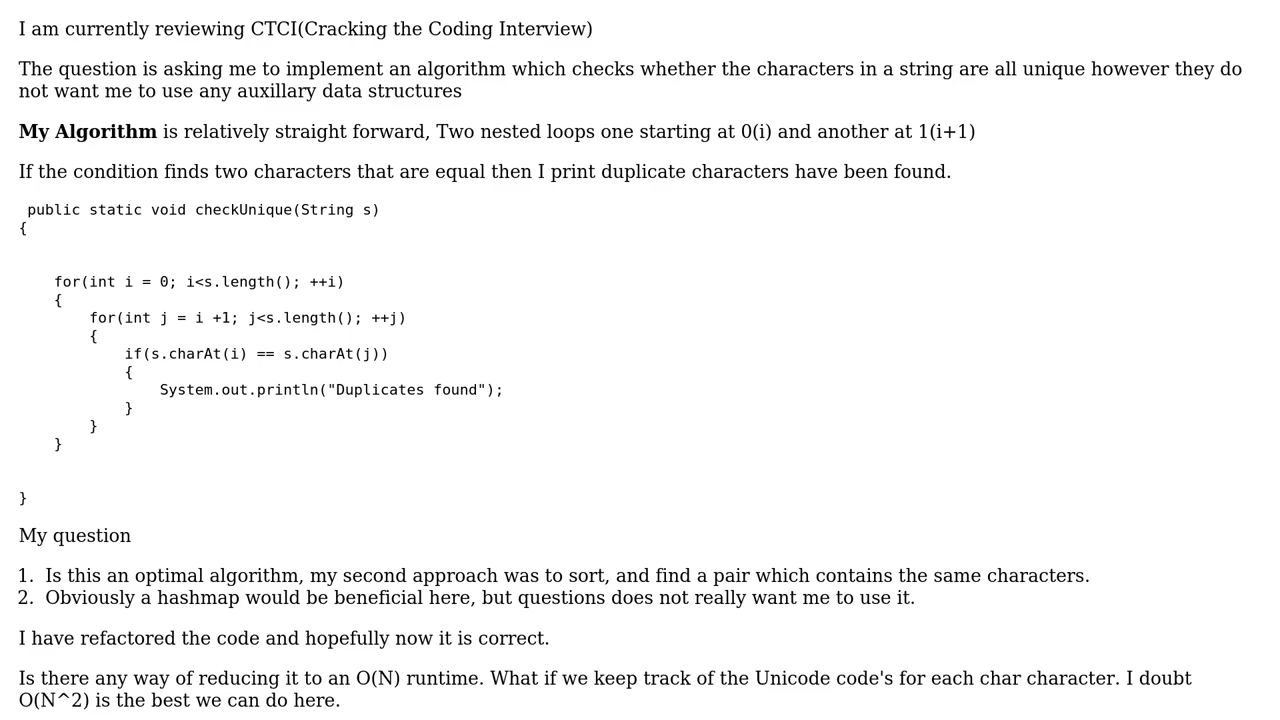 I am currently reviewing CTCI(Cracking the Coding Interview)
The question is asking me to implement an algorithm which checks whether the characters in a string are all unique however they do
not want me to use any auxillary data structures
My Algorithm is relatively straight forward, Two nested loops one starting at 0(i) and another at 1(i+1)
If the condition finds two characters that are equal then I print duplicate characters have been found.
public static void checkUnique(String s)
{
for(int i = 0; i<s.length(); ++i)
{
for(int j = i +1; j<s.length(); ++j)
{
if(s.charAt(i) == s.charAt(j))
{
System.out.println("Duplicates found");
}
}
}
}
My question
1. Is this an optimal algorithm, my second approach was to sort, and find a pair which contains the same characters.
2. Obviously a hashmap would be beneficial here, but questions does not really want me to use it.
I have refactored the code and hopefully now it is correct.
Is there any way of reducing it to an O(N) runtime. What if we keep track of the Unicode code's for each char character. I doubt
O(N^2) is the best we can do here.